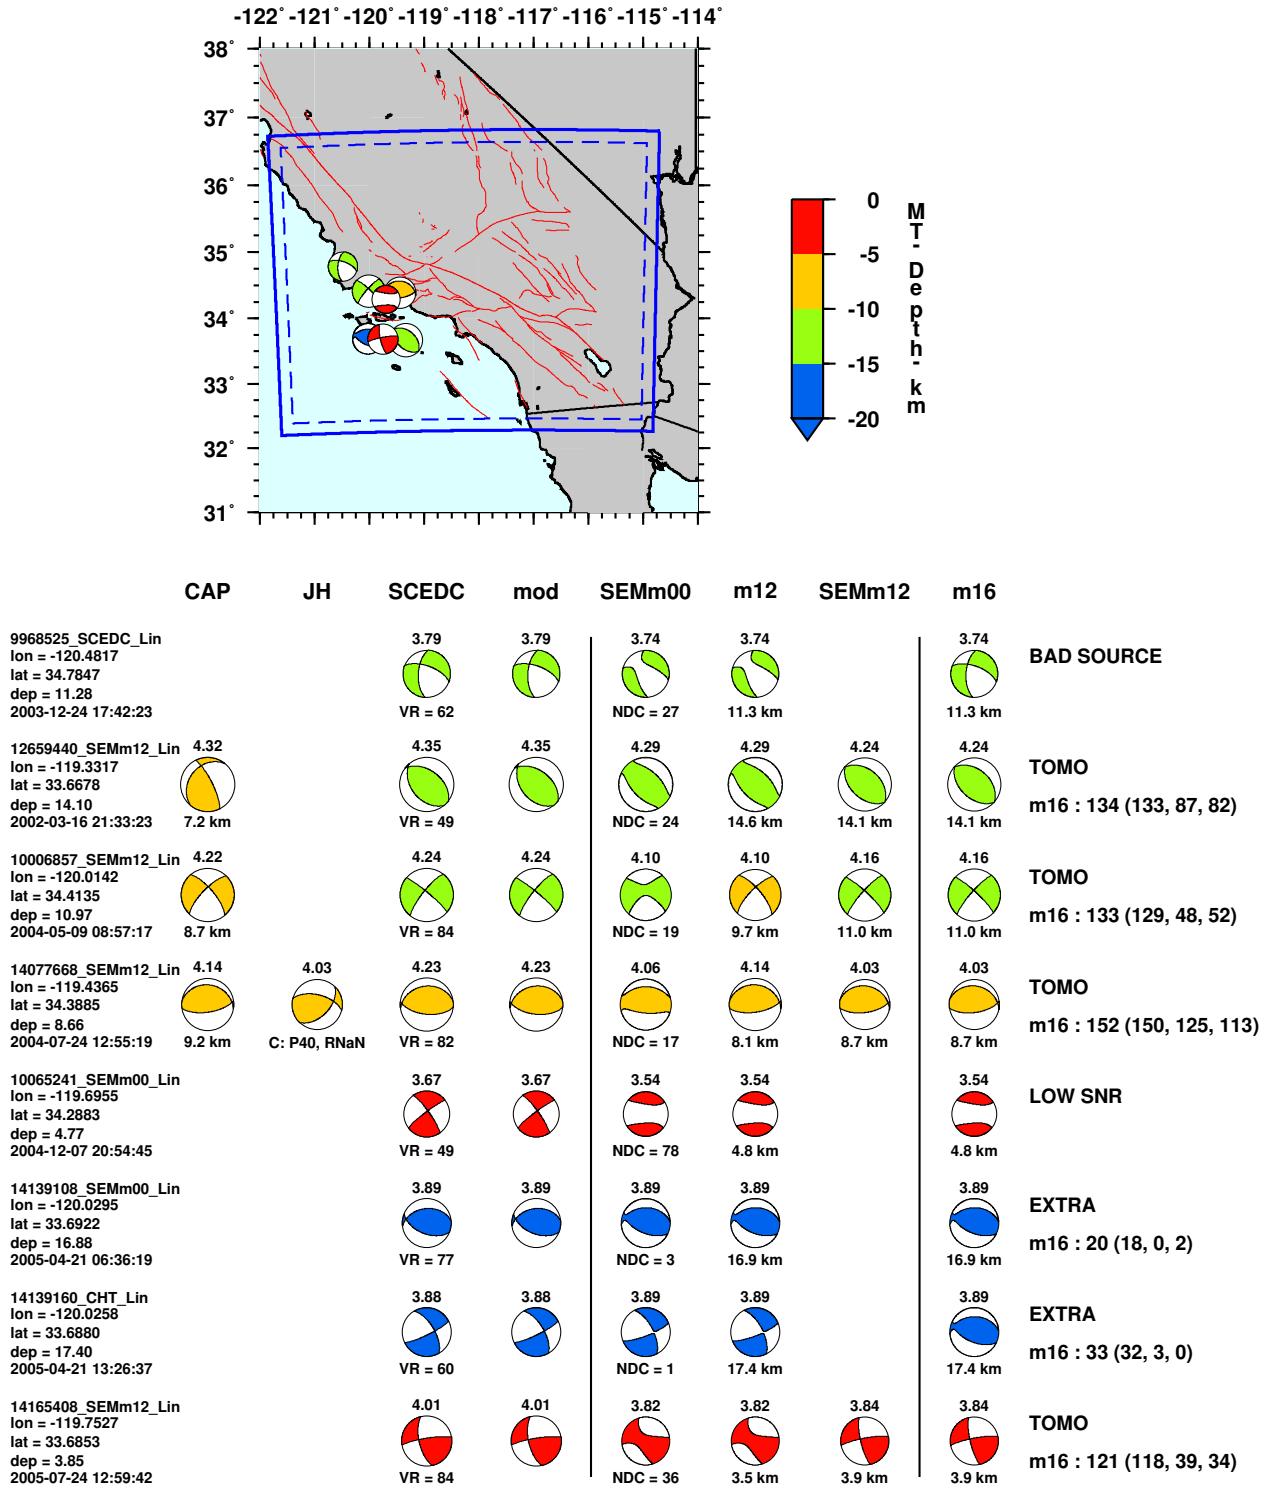 -122° -121° -120° -119° -118° -117° -116° -115° -114°
38°
37°
36°
35°
34°
33°
32°
31°
0
-5
-10
-15
-20
MT-Depth-km
CAP JH SCEDC mod SEMm00 m12 SEMm12 m16
9968525_SCEDC_Lin
lon = -120.4817
lat = 34.7847
dep = 11.28
2003-12-24 17:42:23
3.79 3.79 3.74 3.74 3.74
VR = 62 NDC = 27 11.3 km 11.3 km
BAD SOURCE
12659440_SEMm12_Lin
lon = -119.3317
lat = 33.6678
dep = 14.10
2002-03-16 21:33:23
4.32 4.35 4.35 4.29 4.29 4.24 4.24
7.2 km VR = 49 NDC = 24 14.6 km 14.1 km 14.1 km
TOMO
m16 : 134 (133, 87, 82)
10006857_SEMm12_Lin
lon = -120.0142
lat = 34.4135
dep = 10.97
2004-05-09 08:57:17
4.22 4.24 4.24 4.10 4.10 4.16 4.16
8.7 km VR = 84 NDC = 19 9.7 km 11.0 km 11.0 km
TOMO
m16 : 133 (129, 48, 52)
14077668_SEMm12_Lin
lon = -119.4365
lat = 34.3885
dep = 8.66
2004-07-24 12:55:19
4.14 4.03 4.23 4.23 4.06 4.14 4.03 4.03
9.2 km C: P40, RNaN VR = 82 NDC = 17 8.1 km 8.7 km 8.7 km
TOMO
m16 : 152 (150, 125, 113)
10065241_SEMm00_Lin
lon = -119.6955
lat = 34.2883
dep = 4.77
2004-12-07 20:54:45
3.67 3.67 3.54 3.54 3.54
VR = 49 NDC = 78 4.8 km 4.8 km
LOW SNR
14139108_SEMm00_Lin
lon = -120.0295
lat = 33.6922
dep = 16.88
2005-04-21 06:36:19
3.89 3.89 3.89 3.89 3.89
VR = 77 NDC = 3 16.9 km 16.9 km
EXTRA
m16 : 20 (18, 0, 2)
14139160_CHT_Lin
lon = -120.0258
lat = 33.6880
dep = 17.40
2005-04-21 13:26:37
3.88 3.88 3.89 3.89 3.89
VR = 60 NDC = 1 17.4 km 17.4 km
EXTRA
m16 : 33 (32, 3, 0)
14165408_SEMm12_Lin
lon = -119.7527
lat = 33.6853
dep = 3.85
2005-07-24 12:59:42
4.01 4.01 3.82 3.82 3.84 3.84
VR = 84 NDC = 36 3.5 km 3.9 km 3.9 km
TOMO
m16 : 121 (118, 39, 34)